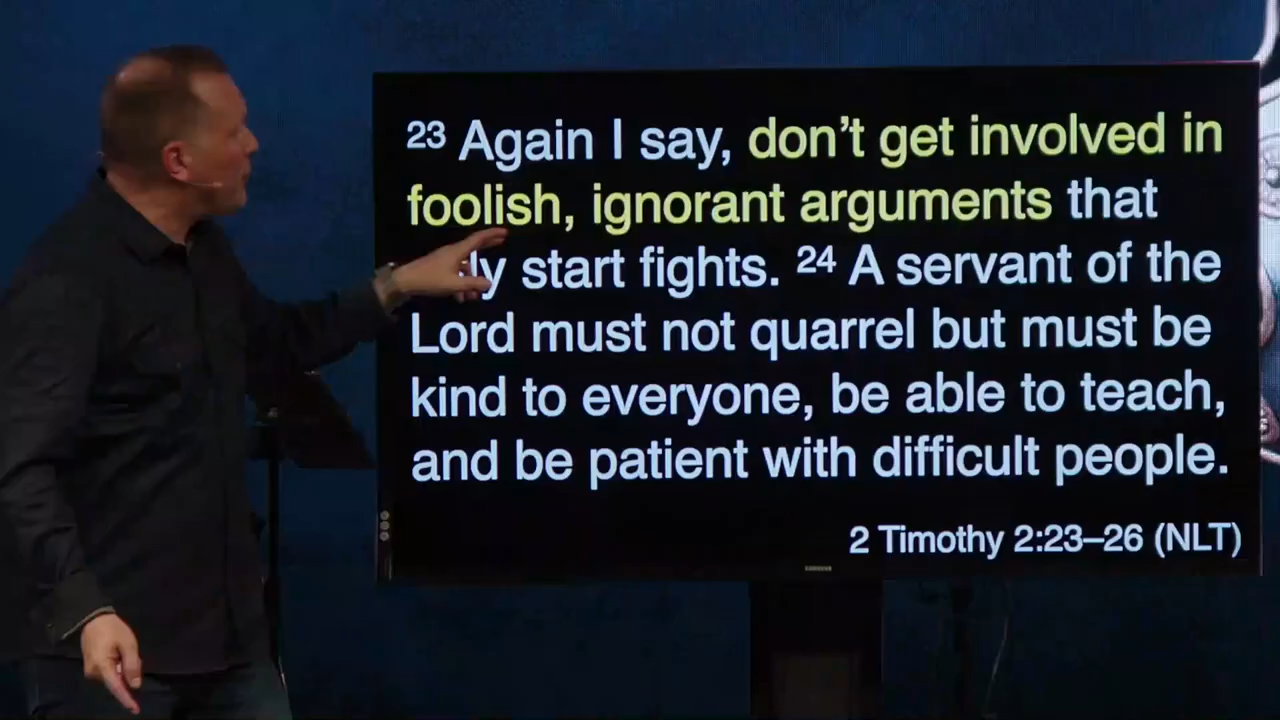 23 Again I say, don't get involved in
foolish, ignorant arguments that
ly start fights. 24 A servant of the
Lord must not quarrel but must be
kind to everyone, be able to teach,
and be patient with difficult people.
2 Timothy 2:23–26 (NLT)
SAMSUNG